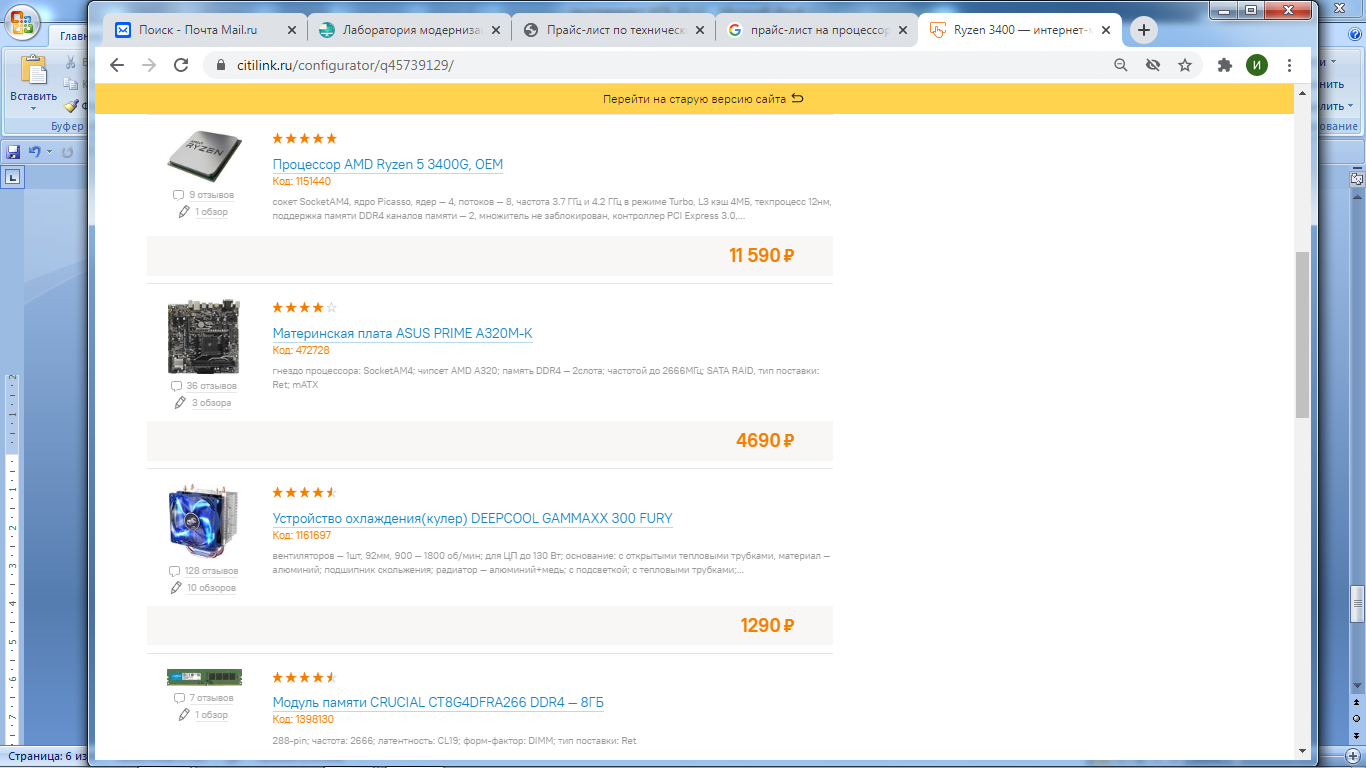 Поиск - Почта Mail.ru
Лаборатория модернизац
Прайс-лист по техническ
прайс-лист на процессор
Ryzen 3400 — интернет-м
citilink.ru/configurator/q45739129/
И
Главн
Вставить
Буфер
Перейти на старую версию сайта
RYZEN
Процессор AMD Ryzen 5 3400G, OEM
Код: 1151440
9 отзывов
1 обзор
сокет SocketAM4, ядро Picasso, ядер — 4, потоков — 8, частота 3.7 ГГц и 4.2 ГГц в режиме Turbo, L3 кэш 4МБ, техпроцесс 12нм,
поддержка памяти DDR4 каналов памяти — 2, множитель не заблокирован, контроллер PCI Express 3.0,...
11 590 ₽
Материнская плата ASUS PRIME A320M-K
Код: 472728
гнездо процессора: SocketAM4; чипсет AMD A320; память DDR4 — 2слота; частотой до 2666МГц; SATA RAID, тип поставки:
Ret; mATX
36 отзывов
3 обзора
4690 ₽
Устройство охлаждения(кулер) DEEPCOOL GAMMAXX 300 FURY
Код: 1161697
вентиляторов — 1шт, 92мм, 900 — 1800 об/мин; для ЦП до 130 Вт; основание: с открытыми тепловыми трубками, материал —
алюминий; подшипник скольжения; радиатор — алюминий+медь; с подсветкой; с тепловыми трубками;...
128 отзывов
10 обзоров
1290 ₽
Модуль памяти CRUCIAL CT8G4DFRA266 DDR4 — 8ГБ
Код: 1398130
7 отзывов
1 обзор
288-pin; частота: 2666; латентность: CL19; форм-фактор: DIMM; тип поставки: Ret
Страница: 6 из